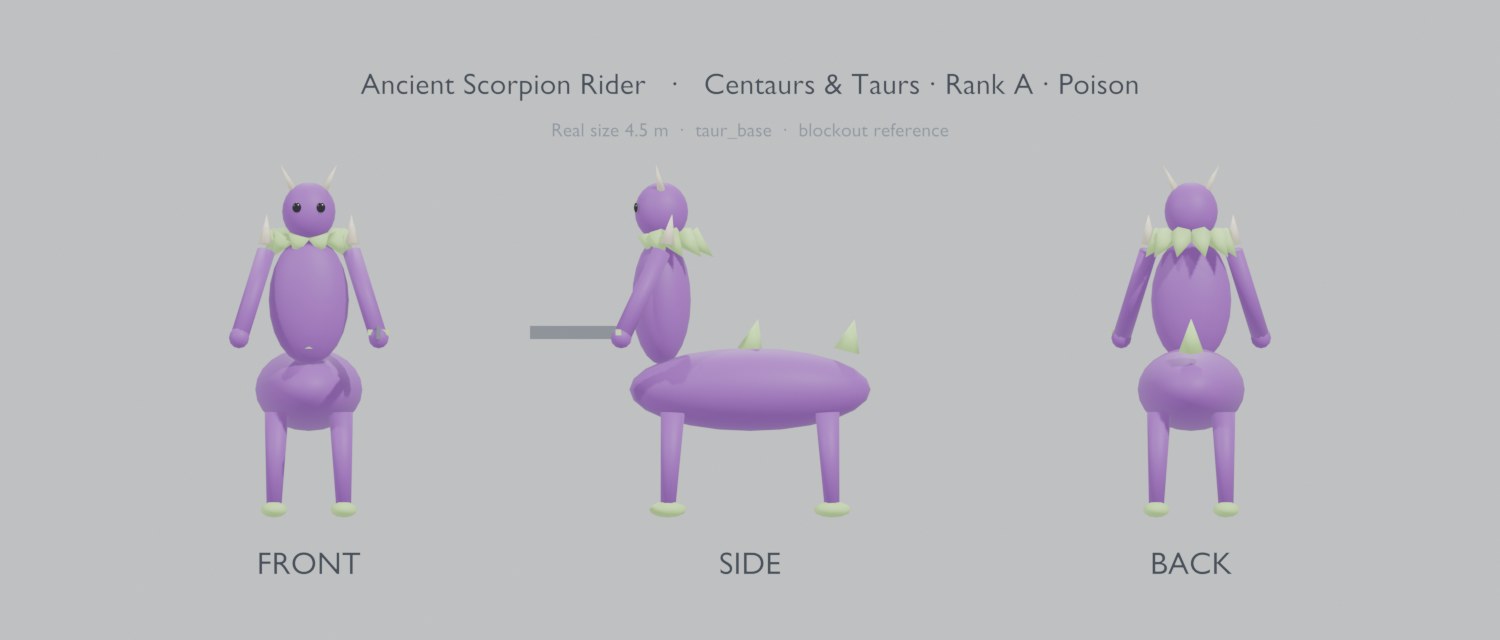 Ancient Scorpion Rider · Centaurs & Taurs · Rank A · Poison
Real size 4.5 m · taur_base · blockout reference
FRONT
SIDE
BACK